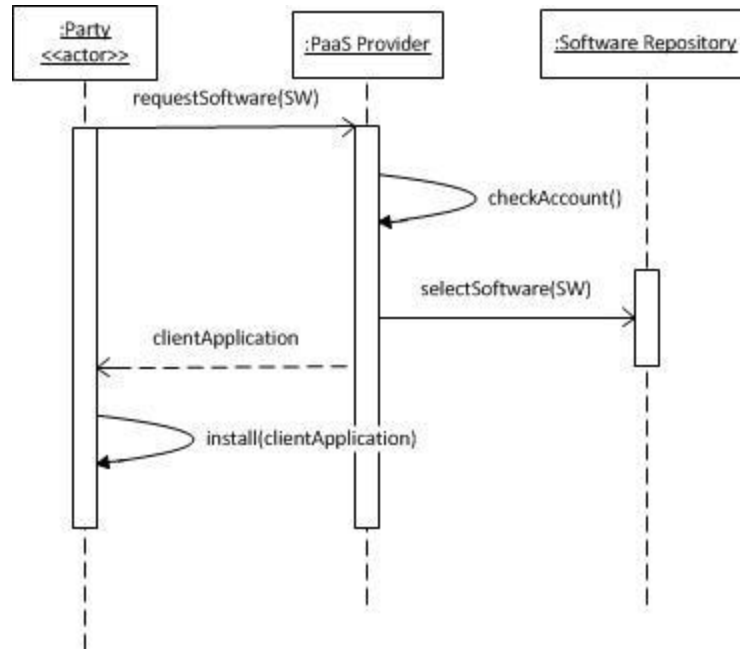 :Party
<<actor>>
:PaaS Provider
:Software Repository
requestSoftware(SW)
checkAccount()
selectSoftware(SW)
clientApplication
install(clientApplication)